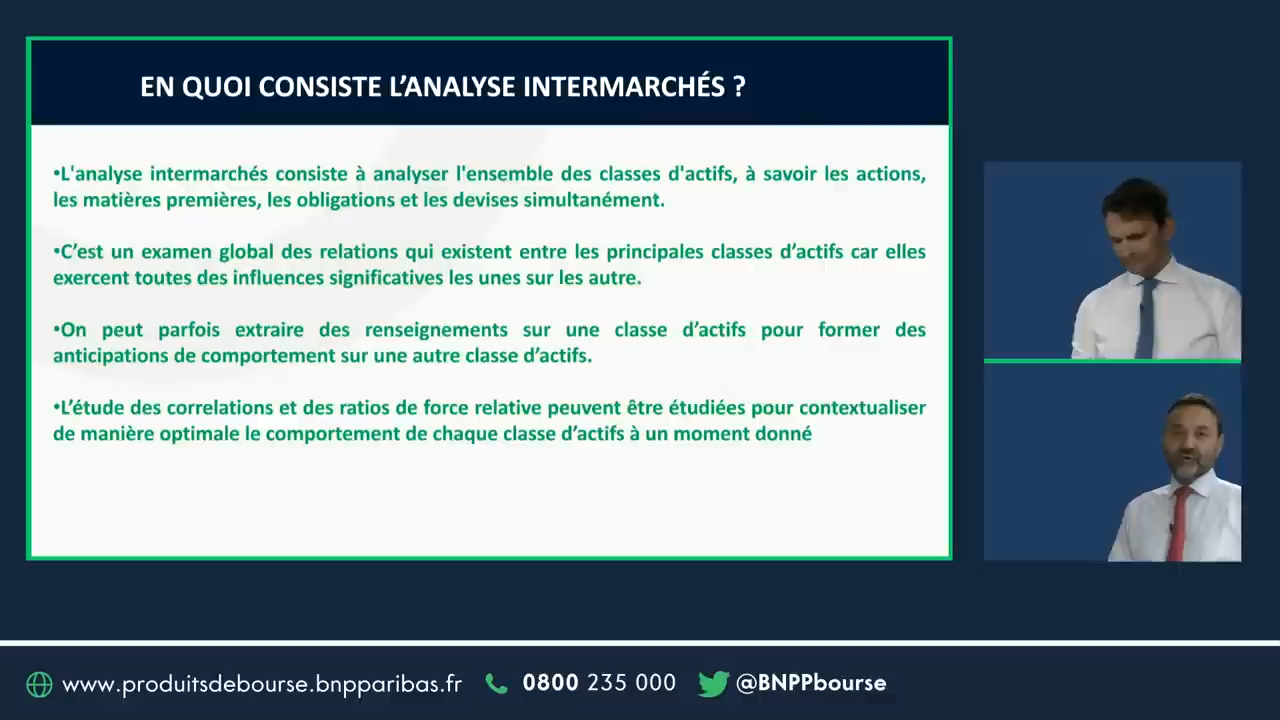 EN QUOI CONSISTE L’ANALYSE INTERMARCHÉS ?
•L'analyse intermarchés consiste à analyser l'ensemble des classes d'actifs, à savoir les actions,
les matières premières, les obligations et les devises simultanément.
•C’est un examen global des relations qui existent entre les principales classes d’actifs car elles
exercent toutes des influences significatives les unes sur les autre.
•On peut parfois extraire des renseignements sur une classe d’actifs pour former des
anticipations de comportement sur une autre classe d’actifs.
•L’étude des correlations et des ratios de force relative peuvent être étudiées pour contextualiser
de manière optimale le comportement de chaque classe d’actifs à un moment donné
www.produitsdebourse.bnpparibas.fr 0800 235 000 @BNPPbourse